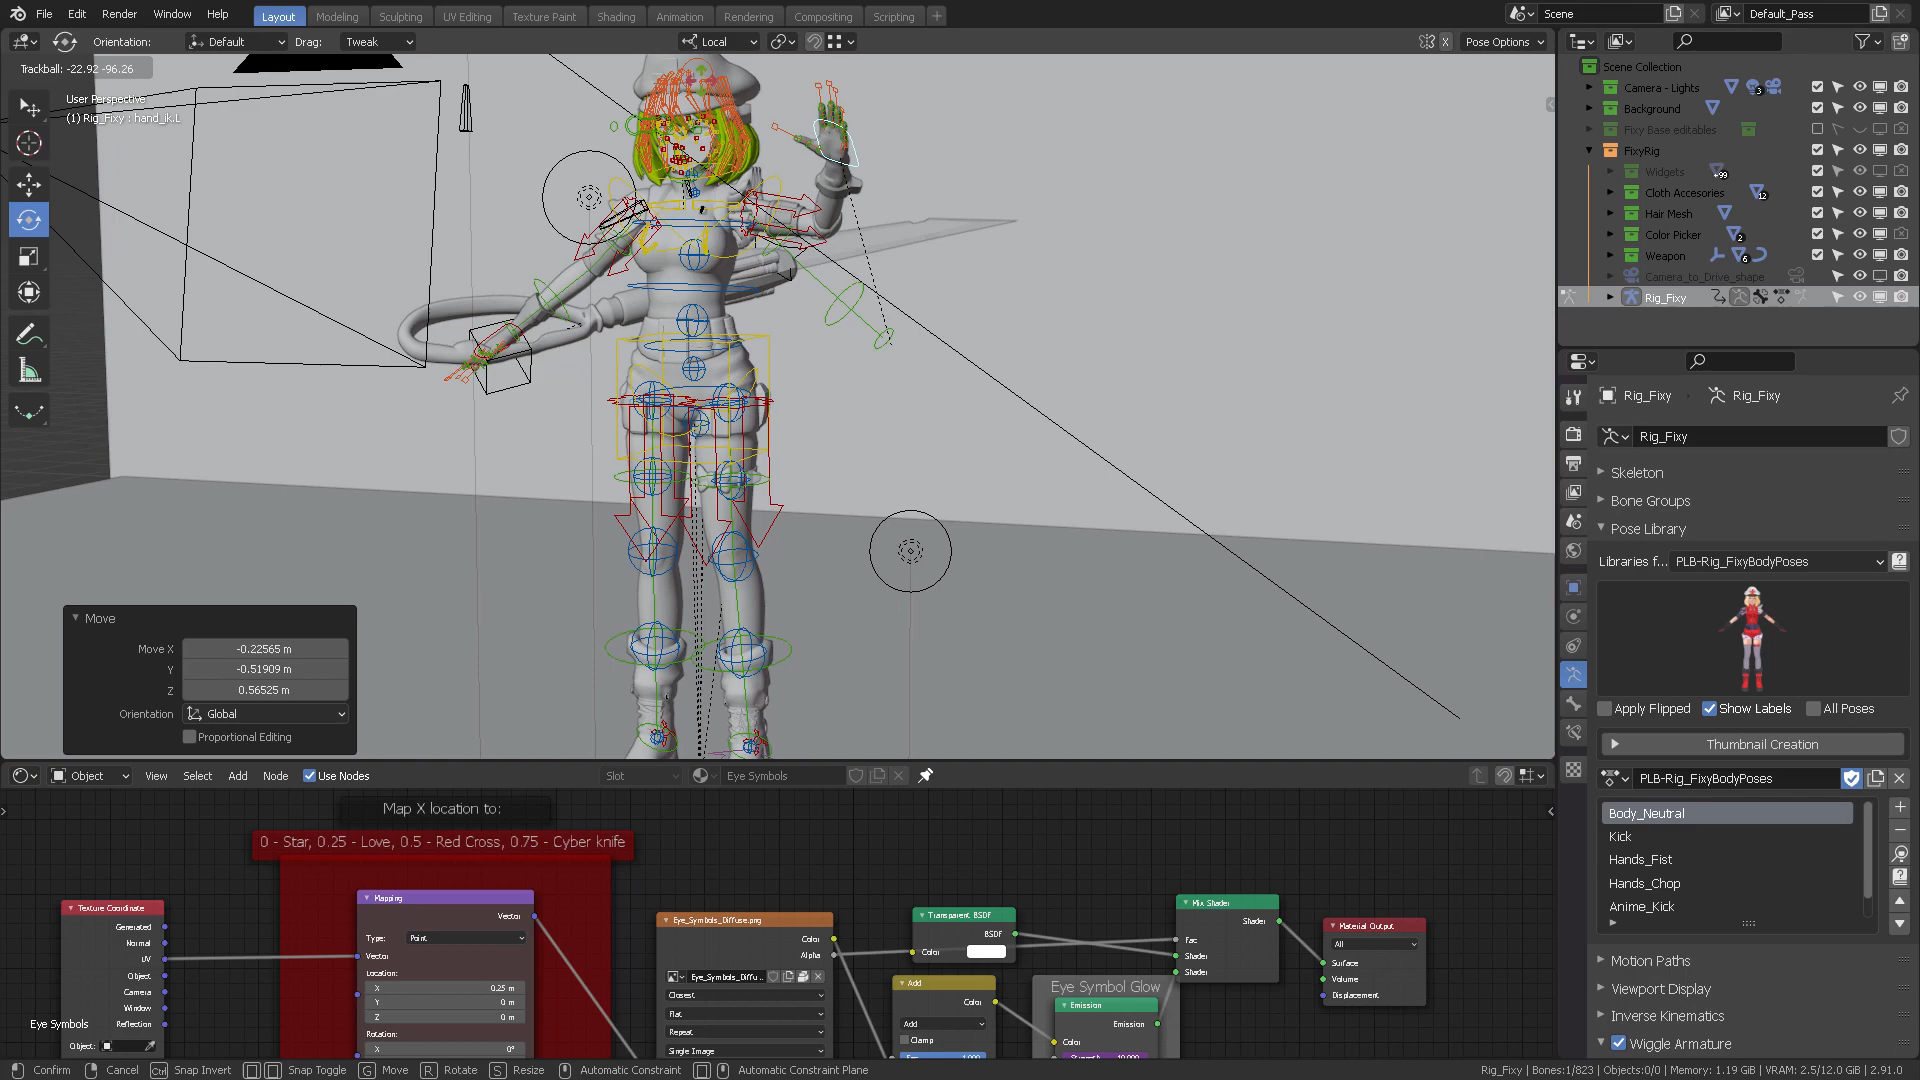 File Edit Render Window Help Layout Modeling Sculpting UV Editing Texture Paint Shading Animation Rendering Compositing Scripting + Scene Default_Pass
Orientation: Default Drag: Tweak Local X Pose Options
Trackball: -22.92 -96.26
User Perspective
(1) Rig_Fixy : hand_ik.L
Scene Collection
Camera - Lights 3
Background
Fixy Base editables
FixyRig
Widgets +99
Cloth Accesories 12
Hair Mesh
Color Picker 2
Weapon 6
Camera_to_Drive_shape
Rig_Fixy
Rig_Fixy Rig_Fixy
Rig_Fixy
Skeleton
Bone Groups
Pose Library
Libraries f... PLB-Rig_FixyBodyPoses
Apply Flipped Show Labels All Poses
Thumbnail Creation
PLB-Rig_FixyBodyPoses
Body_Neutral
Kick
Hands_Fist
Hands_Chop
Anime_Kick
Motion Paths
Viewport Display
Inverse Kinematics
Wiggle Armature
Move
Move X -0.22565 m
Y -0.51909 m
Z 0.56525 m
Orientation Global
Proportional Editing
Object View Select Add Node Use Nodes Slot Eye Symbols
Map X location to:
0 - Star, 0.25 - Love, 0.5 - Red Cross, 0.75 - Cyber knife
Texture Coordinate
Generated
Normal
UV
Object
Camera
Window
Reflection
Object:
Eye Symbols
Mapping
Vector
Type: Point
Vector
Location:
X 0.25 m
Y 0 m
Z 0 m
Rotation:
X 0°
Eye_Symbols_Diffuse.png
Color
Alpha
Eye_Symbols_Diffu...
Closest
Flat
Repeat
Single Image
Transparent BSDF
BSDF
Color
Add
Color
Add
Clamp
1.000
Eye Symbol Glow
Emission
Emission
Color
Strength 10.000
Mix Shader
Shader
Fac
Shader
Shader
Material Output
All
Surface
Volume
Displacement
Confirm Cancel Ctrl Snap Invert Snap Toggle G Move R Rotate S Resize Automatic Constraint Automatic Constraint Plane Rig_Fixy | Bones:1/823 | Objects:0/0 | Memory: 1.19 GiB | VRAM: 2.5/12.0 GiB | 2.91.0